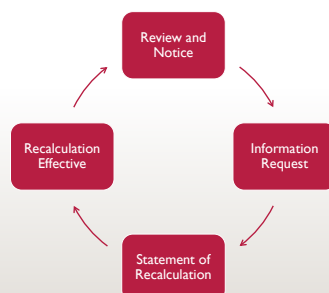 Review and
Notice
Information
Request
Statement of
Recalculation
Recalculation
Effective